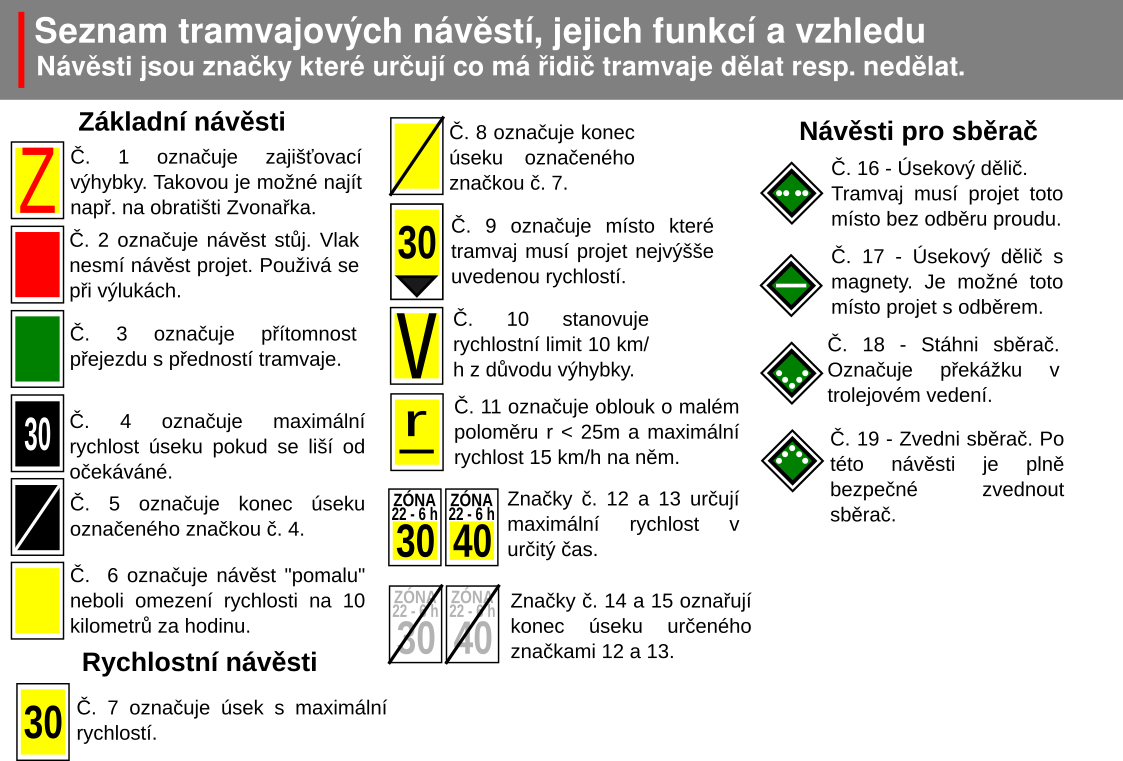 Seznam tramvajových návěstí, jejich funkcí a vzhledu
Návěsti jsou značky které určují co má řidič tramvaje dělat resp. nedělat.
Základní návěsti
Z
Č. 1 označuje zajišťovací
výhybky. Takovou je možné najít
např. na obratišti Zvonařka.
Č. 2 označuje návěst stůj. Vlak
nesmí návěst projet. Použivá se
při výlukách.
Č. 3 označuje přítomnost
přejezdu s předností tramvaje.
30
Č. 4 označuje maximální
rychlost úseku pokud se liší od
očekáváné.
Č. 5 označuje konec úseku
označeného značkou č. 4.
Č. 6 označuje návěst "pomalu"
neboli omezení rychlosti na 10
kilometrů za hodinu.
Rychlostní návěsti
30
Č. 7 označuje úsek s maximální
rychlostí.
Č. 8 označuje konec
úseku označeného
značkou č. 7.
30
Č. 9 označuje místo které
tramvaj musí projet nejvýšše
uvedenou rychlostí.
V
Č. 10 stanovuje
rychlostní limit 10 km/
h z důvodu výhybky.
r
Č. 11 označuje oblouk o malém
poloměru r < 25m a maximální
rychlost 15 km/h na něm.
ZÓNA
22 - 6 h
30
ZÓNA
22 - 6 h
40
Značky č. 12 a 13 určují
maximální rychlost v
určitý čas.
ZÓNA
22 - 6 h
30
ZÓNA
22 - 6 h
40
Značky č. 14 a 15 oznařují
konec úseku určeného
značkami 12 a 13.
Návěsti pro sběrač
Č. 16 - Úsekový dělič.
Tramvaj musí projet toto
místo bez odběru proudu.
Č. 17 - Úsekový dělič s
magnety. Je možné toto
místo projet s odběrem.
Č. 18 - Stáhni sběrač.
Označuje překážku v
trolejovém vedení.
Č. 19 - Zvedni sběrač. Po
této návěsti je plně
bezpečné zvednout
sběrač.